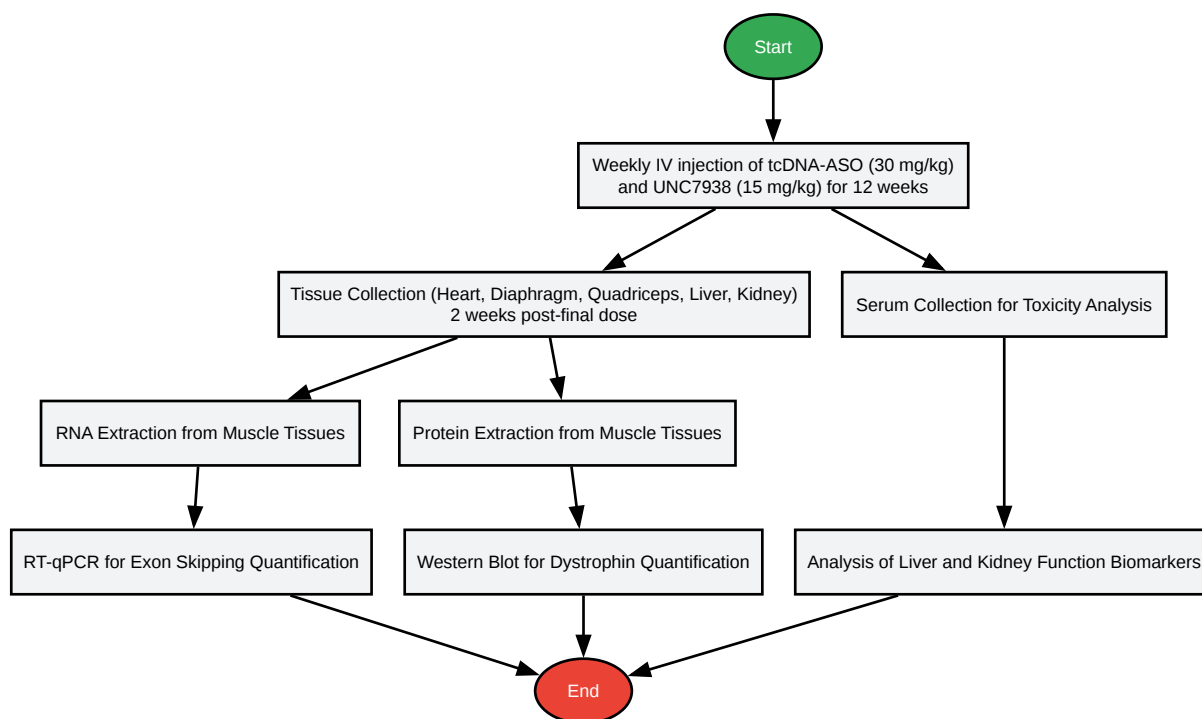 Start
Weekly IV injection of tcDNA-ASO (30 mg/kg)
and UNC7938 (15 mg/kg) for 12 weeks
Tissue Collection (Heart, Diaphragm, Quadriceps, Liver, Kidney)
2 weeks post-final dose
Serum Collection for Toxicity Analysis
RNA Extraction from Muscle Tissues
Protein Extraction from Muscle Tissues
RT-qPCR for Exon Skipping Quantification
Western Blot for Dystrophin Quantification
Analysis of Liver and Kidney Function Biomarkers
End